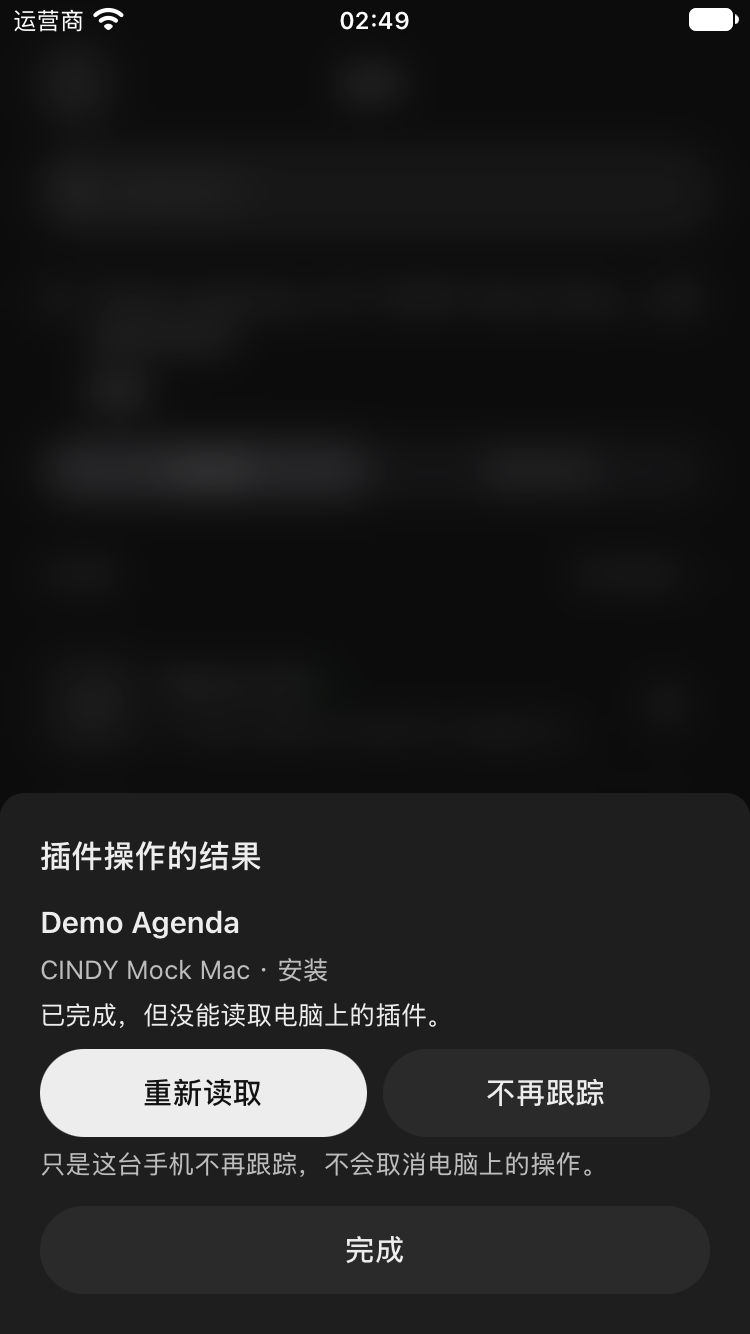 运营商
02:49
插件操作的结果
Demo Agenda
CINDY Mock Mac · 安装
已完成，但没能读取电脑上的插件。
重新读取
不再跟踪
只是这台手机不再跟踪，不会取消电脑上的操作。
完成